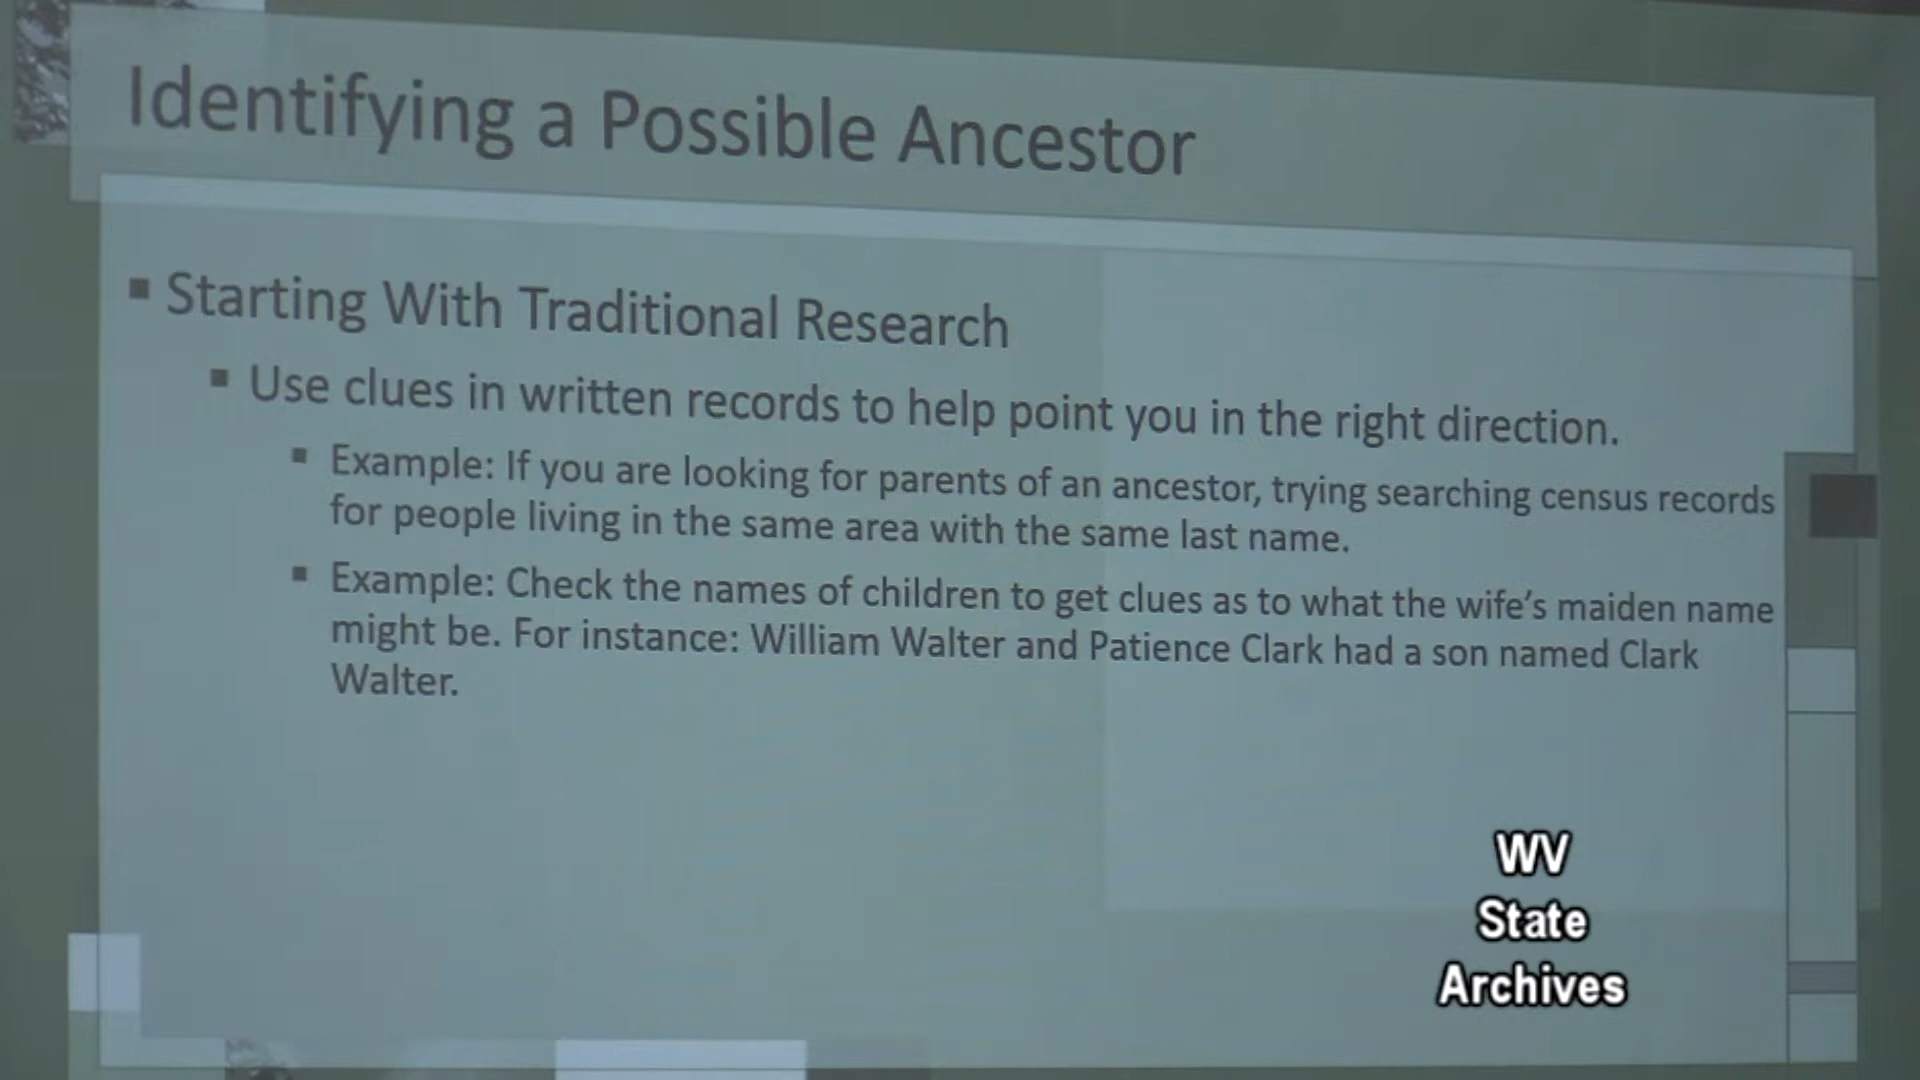 Identifying a Possible Ancestor
▪ Starting With Traditional Research
▪ Use clues in written records to help point you in the right direction.
▪ Example: If you are looking for parents of an ancestor, trying searching census records
for people living in the same area with the same last name.
▪ Example: Check the names of children to get clues as to what the wife’s maiden name
might be. For instance: William Walter and Patience Clark had a son named Clark
Walter.
WV
State
Archives